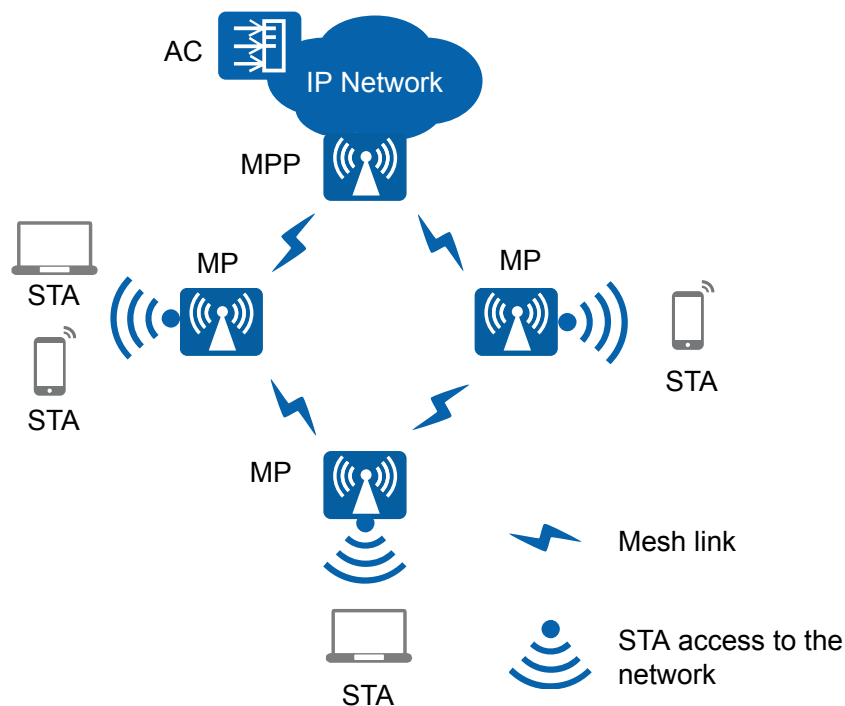 AC
IP Network
MPP
MP
MP
STA
STA
STA
MP
Mesh link
STA access to the
network
STA